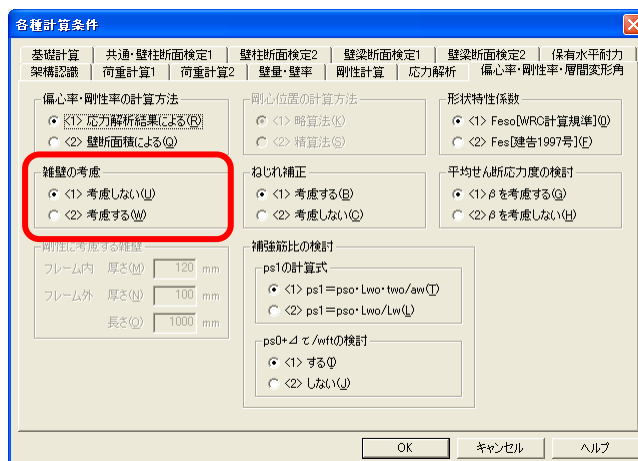 各種計算条件
基礎計算 共通・壁柱断面検定1 壁柱断面検定2 壁梁断面検定1 壁梁断面検定2 保有水平耐力
架構認識 荷重計算1 荷重計算2 壁量・壁率 剛性計算 応力解析 偏心率・剛性率・層間変形角
偏心率・剛性率の計算方法
<1> 応力解析結果による(R)
<2> 壁断面積による(Q)
剛心位置の計算方法
<1> 略算法(K)
<2> 精算法(S)
形状特性係数
<1> Feso[WRC計算規準](O)
<2> Fes[建告1997号](F)
雑壁の考慮
<1> 考慮しない(U)
<2> 考慮する(W)
ねじれ補正
<1> 考慮する(B)
<2> 考慮しない(C)
平均せん断応力度の検討
<1>βを考慮する(G)
<2>βを考慮しない(H)
剛性に考慮する雑壁
フレーム内 厚さ(M) 120 mm
フレーム外 厚さ(N) 100 mm
長さ(O) 1000 mm
補強筋比の検討
ps1の計算式
<1> ps1=pso・Lwo・two/aw(T)
<2> ps1=pso・Lwo/Lw(L)
ps0+⊿τ/wftの検討
<1> する(I)
<2> しない(J)
OK キャンセル ヘルプ